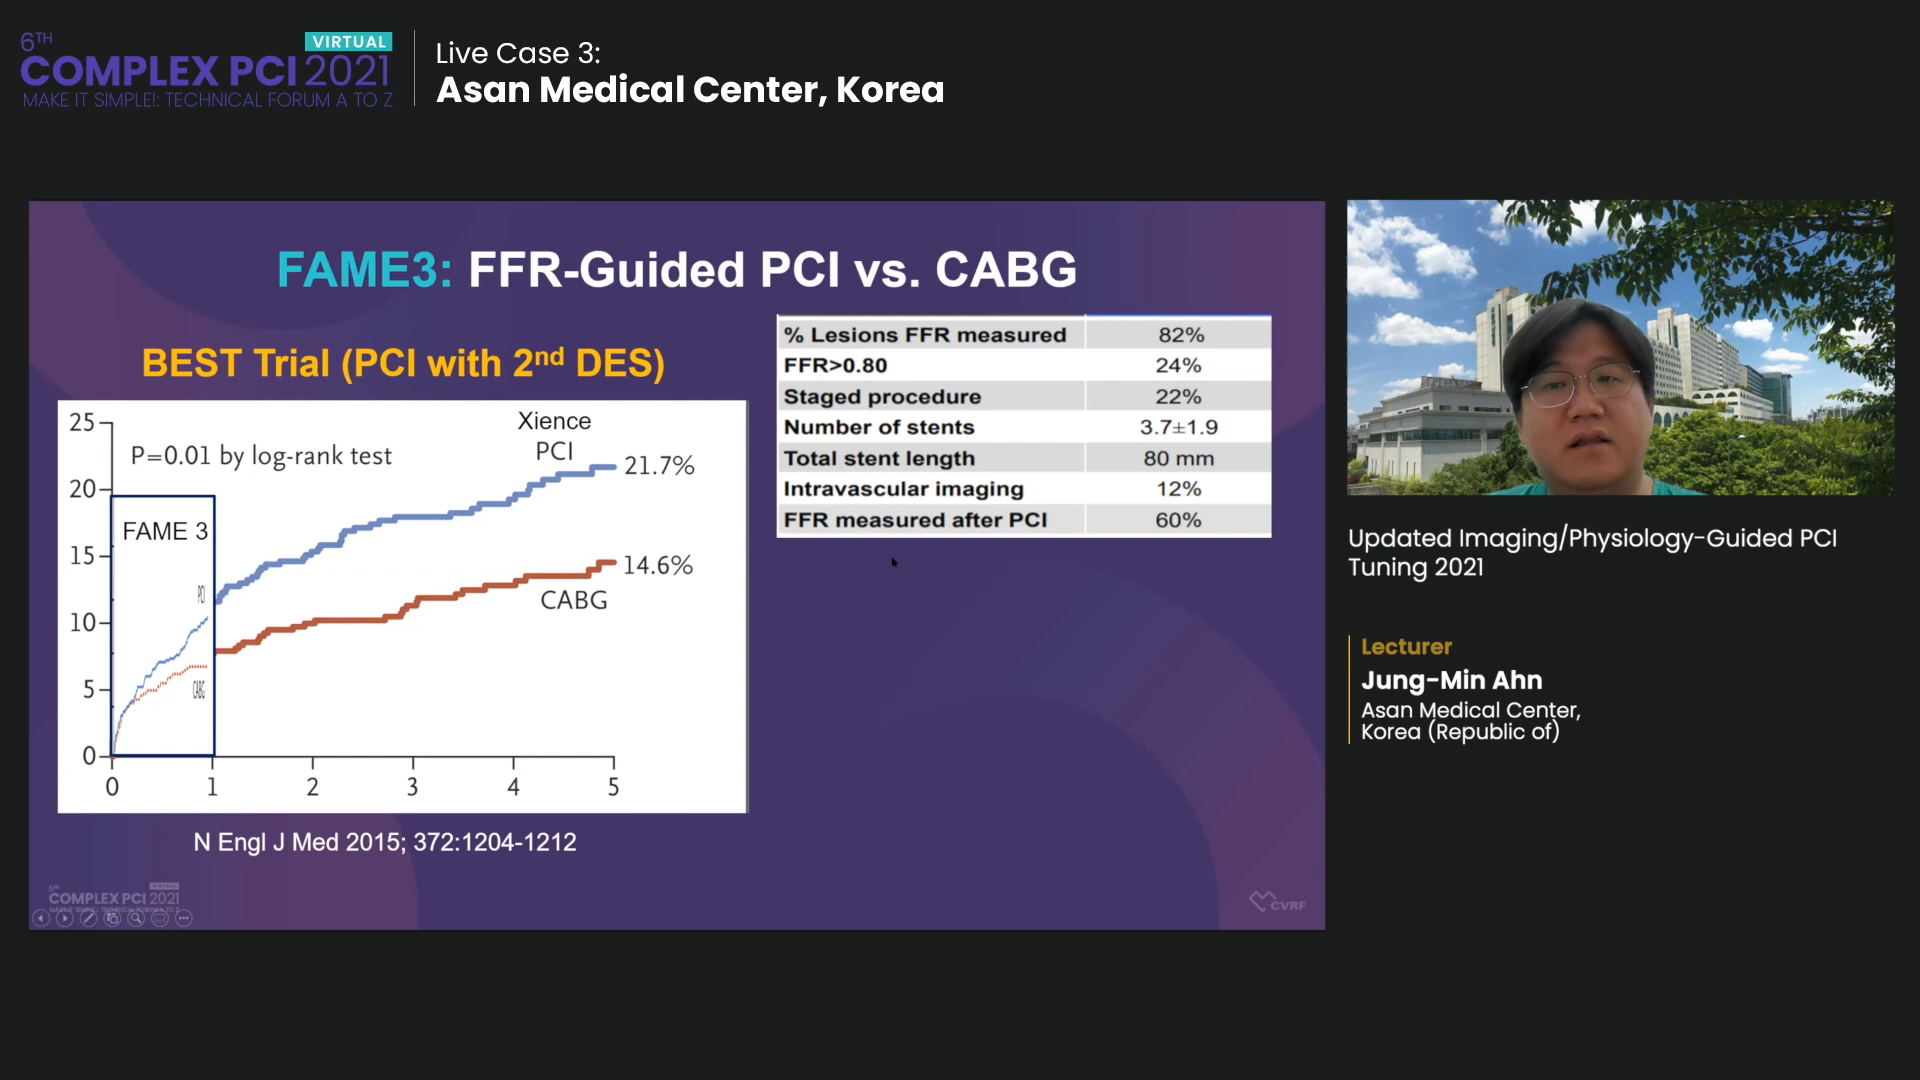 6TH
VIRTUAL
COMPLEX PCI 2021
MAKE IT SIMPLE!: TECHNICAL FORUM A TO Z
Live Case 3:
Asan Medical Center, Korea
FAME3: FFR-Guided PCI vs. CABG
BEST Trial (PCI with 2nd DES)
25
20
15
10
5
0
P=0.01 by log-rank test
Xience
PCI
21.7%
14.6%
CABG
FAME 3
PCI
CABG
0 1 2 3 4 5
N Engl J Med 2015; 372:1204-1212
% Lesions FFR measured 82%
FFR>0.80 24%
Staged procedure 22%
Number of stents 3.7±1.9
Total stent length 80 mm
Intravascular imaging 12%
FFR measured after PCI 60%
6TH
VIRTUAL
COMPLEX PCI 2021
CVRF
Updated Imaging/Physiology-Guided PCI
Tuning 2021
Lecturer
Jung-Min Ahn
Asan Medical Center,
Korea (Republic of)